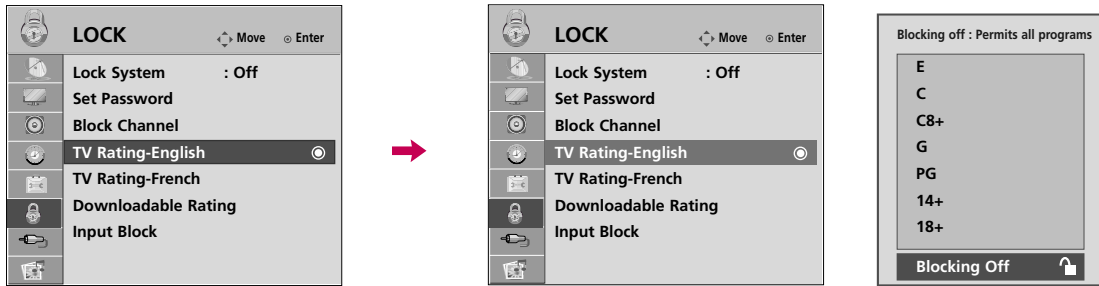 LOCK Move Enter
Lock System : Off
Set Password
Block Channel
TV Rating-English
TV Rating-French
Downloadable Rating
Input Block
LOCK Move Enter
Lock System : Off
Set Password
Block Channel
TV Rating-English
TV Rating-French
Downloadable Rating
Input Block
Blocking off : Permits all programs
E
C
C8+
G
PG
14+
18+
Blocking Off